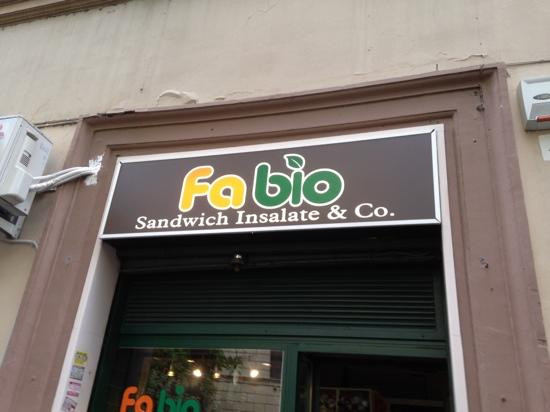 Fa bio
Sandwich Insalate & Co.
Fa bio